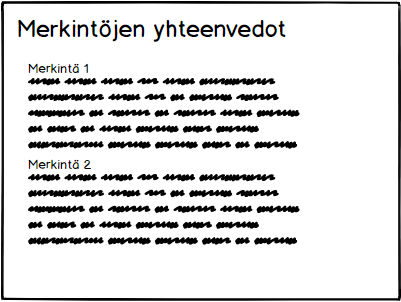 Merkintöjen yhteenvedot
Merkintä 1
Merkintä 2